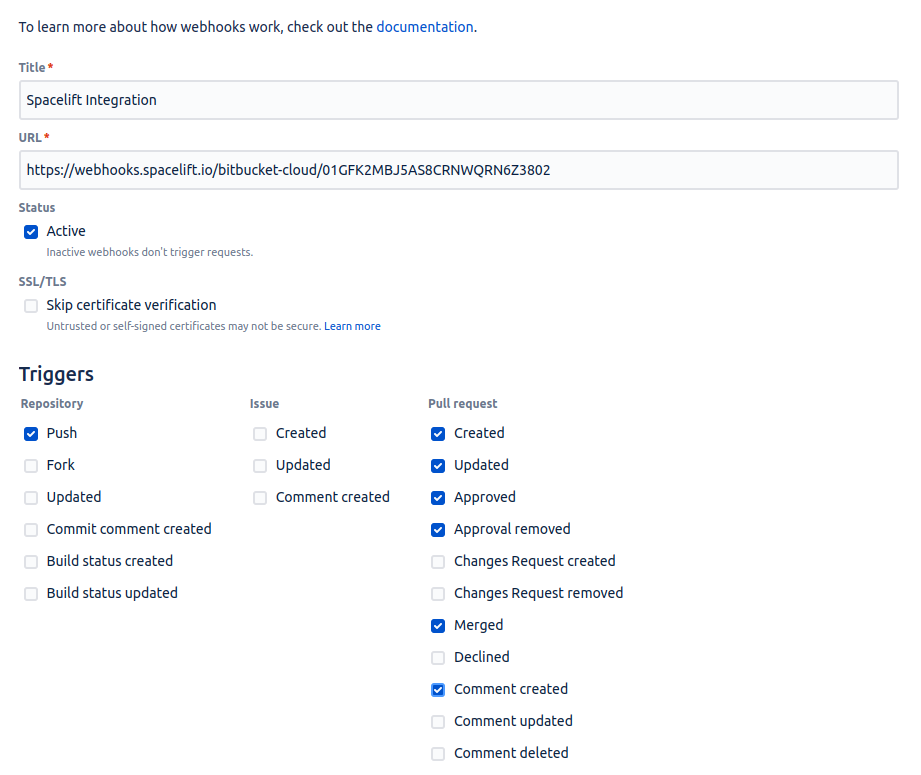 To learn more about how webhooks work, check out the documentation.
Title *
Spacelift Integration
URL *
https://webhooks.spacelift.io/bitbucket-cloud/01GFK2MBJ5AS8CRNWQRN6Z3802
Status
Active
Inactive webhooks don't trigger requests.
SSL/TLS
Skip certificate verification
Untrusted or self-signed certificates may not be secure. Learn more
Triggers
Repository
Push
Fork
Updated
Commit comment created
Build status created
Build status updated
Issue
Created
Updated
Comment created
Pull request
Created
Updated
Approved
Approval removed
Changes Request created
Changes Request removed
Merged
Declined
Comment created
Comment updated
Comment deleted